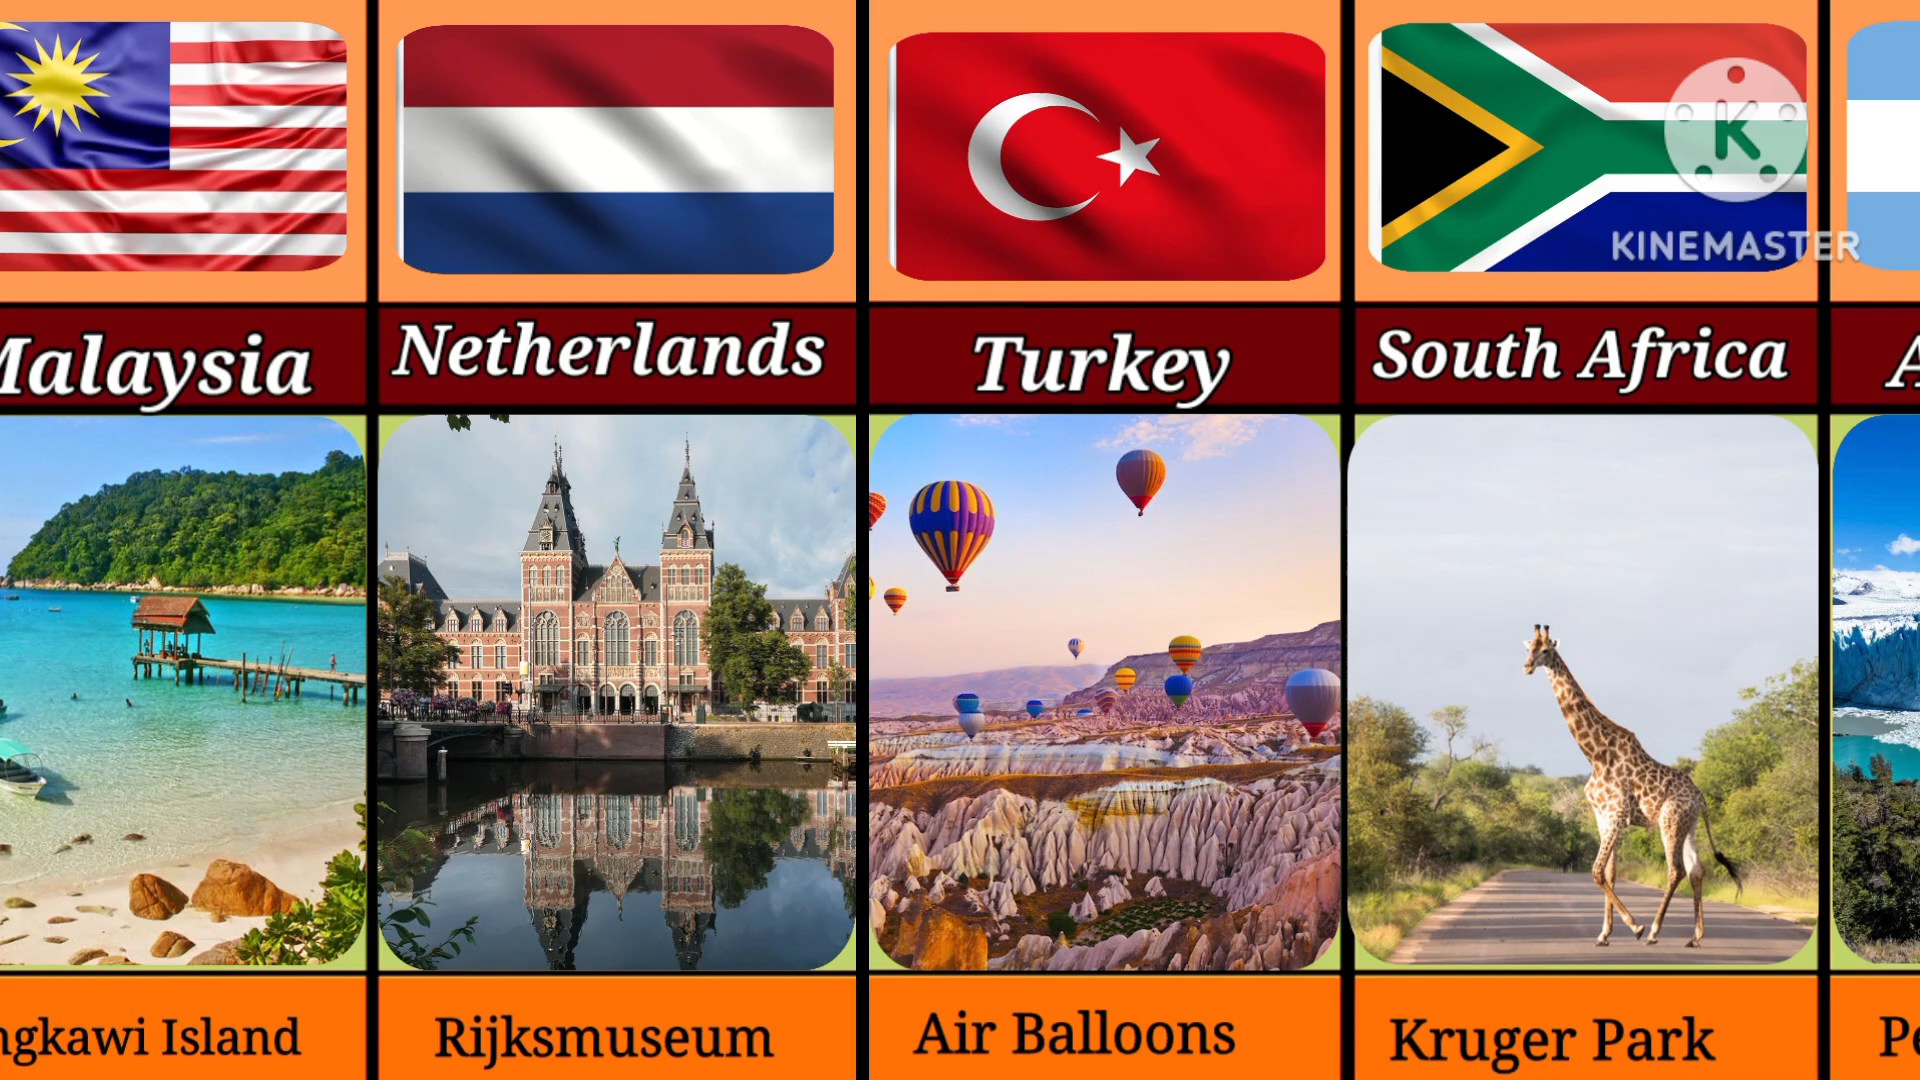 K
KINEMASTER
Malaysia
Netherlands
Turkey
South Africa
ngkawi Island
Rijksmuseum
Air Balloons
Kruger Park